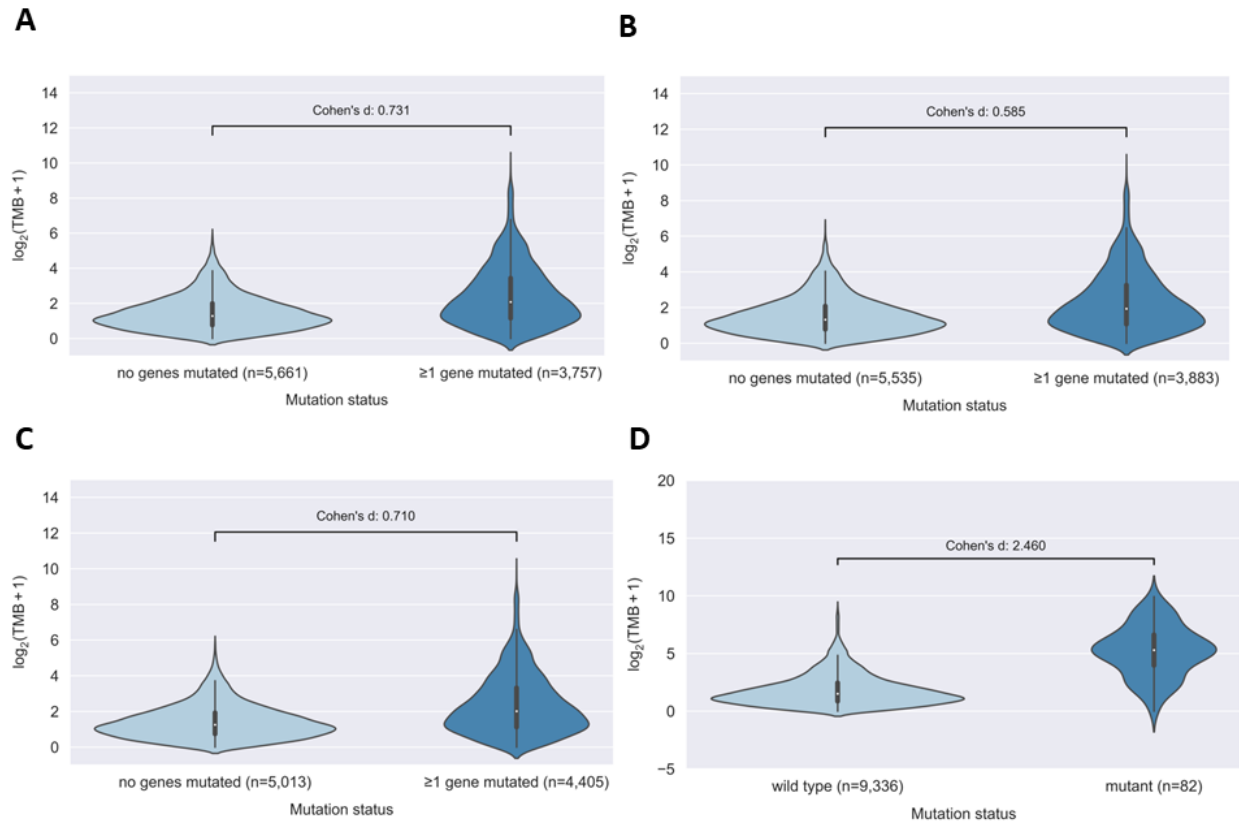 A
14
12
10
8
6
4
2
0
log2(TMB + 1)
Cohen's d: 0.731
no genes mutated (n=5,661)
≥1 gene mutated (n=3,757)
Mutation status
B
14
12
10
8
6
4
2
0
log2(TMB + 1)
Cohen's d: 0.585
no genes mutated (n=5,535)
≥1 gene mutated (n=3,883)
Mutation status
C
14
12
10
8
6
4
2
0
log2(TMB + 1)
Cohen's d: 0.710
no genes mutated (n=5,013)
≥1 gene mutated (n=4,405)
Mutation status
D
20
15
10
5
0
−5
log2(TMB + 1)
Cohen's d: 2.460
wild type (n=9,336)
mutant (n=82)
Mutation status